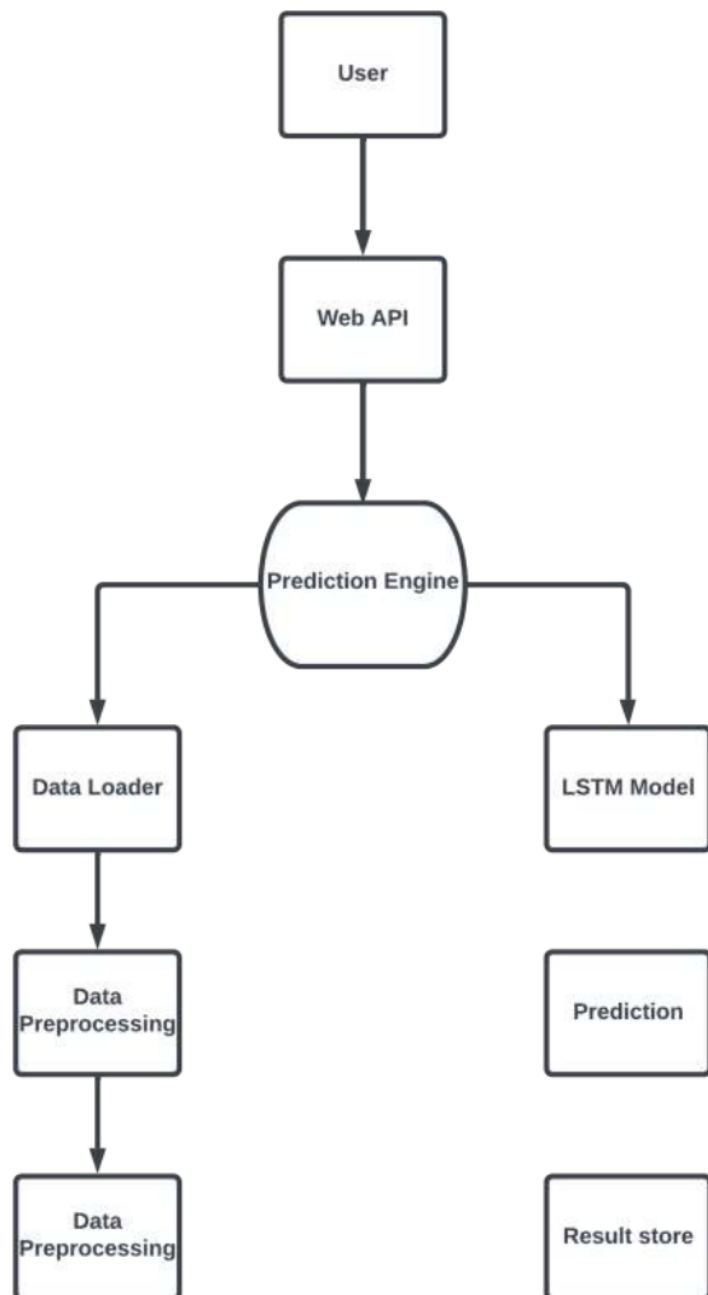 User
Web API
Prediction Engine
Data Loader
LSTM Model
Data
Preprocessing
Prediction
Data
Preprocessing
Result store